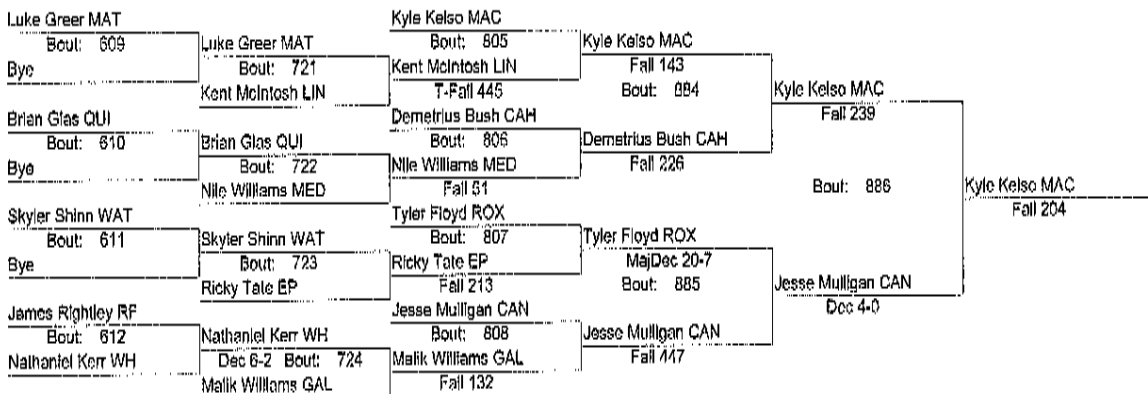 Luke Greer MAT
Bout: 609
Bye
Luke Greer MAT
Bout: 721
Kent McIntosh LIN
Brian Glas QUI
Bout: 610
Bye
Brian Glas QUI
Bout: 722
Nile Williams MED
Skyler Shinn WAT
Bout: 611
Bye
Skyler Shinn WAT
Bout: 723
Ricky Tate EP
James Rightley RF
Bout: 612
Nathaniel Kerr WH
Nathaniel Kerr WH
Dec 6-2 Bout: 724
Malik Williams GAL
Kyle Kelso MAC
Bout: 805
Kent McIntosh LIN
T-Fall 445
Demetrius Bush CAH
Bout: 806
Nile Williams MED
Fall 51
Tyler Floyd ROX
Bout: 807
Ricky Tate EP
Fall 213
Jesse Mulligan CAN
Bout: 808
Malik Williams GAL
Fall 132
Kyle Kelso MAC
Fall 143
Bout: 884
Demetrius Bush CAH
Fall 226
Tyler Floyd ROX
MajDec 20-7
Bout: 885
Jesse Mulligan CAN
Fall 447
Kyle Kelso MAC
Fall 239
Bout: 886
Jesse Mulligan CAN
Dec 4-0
Kyle Kelso MAC
Fall 204